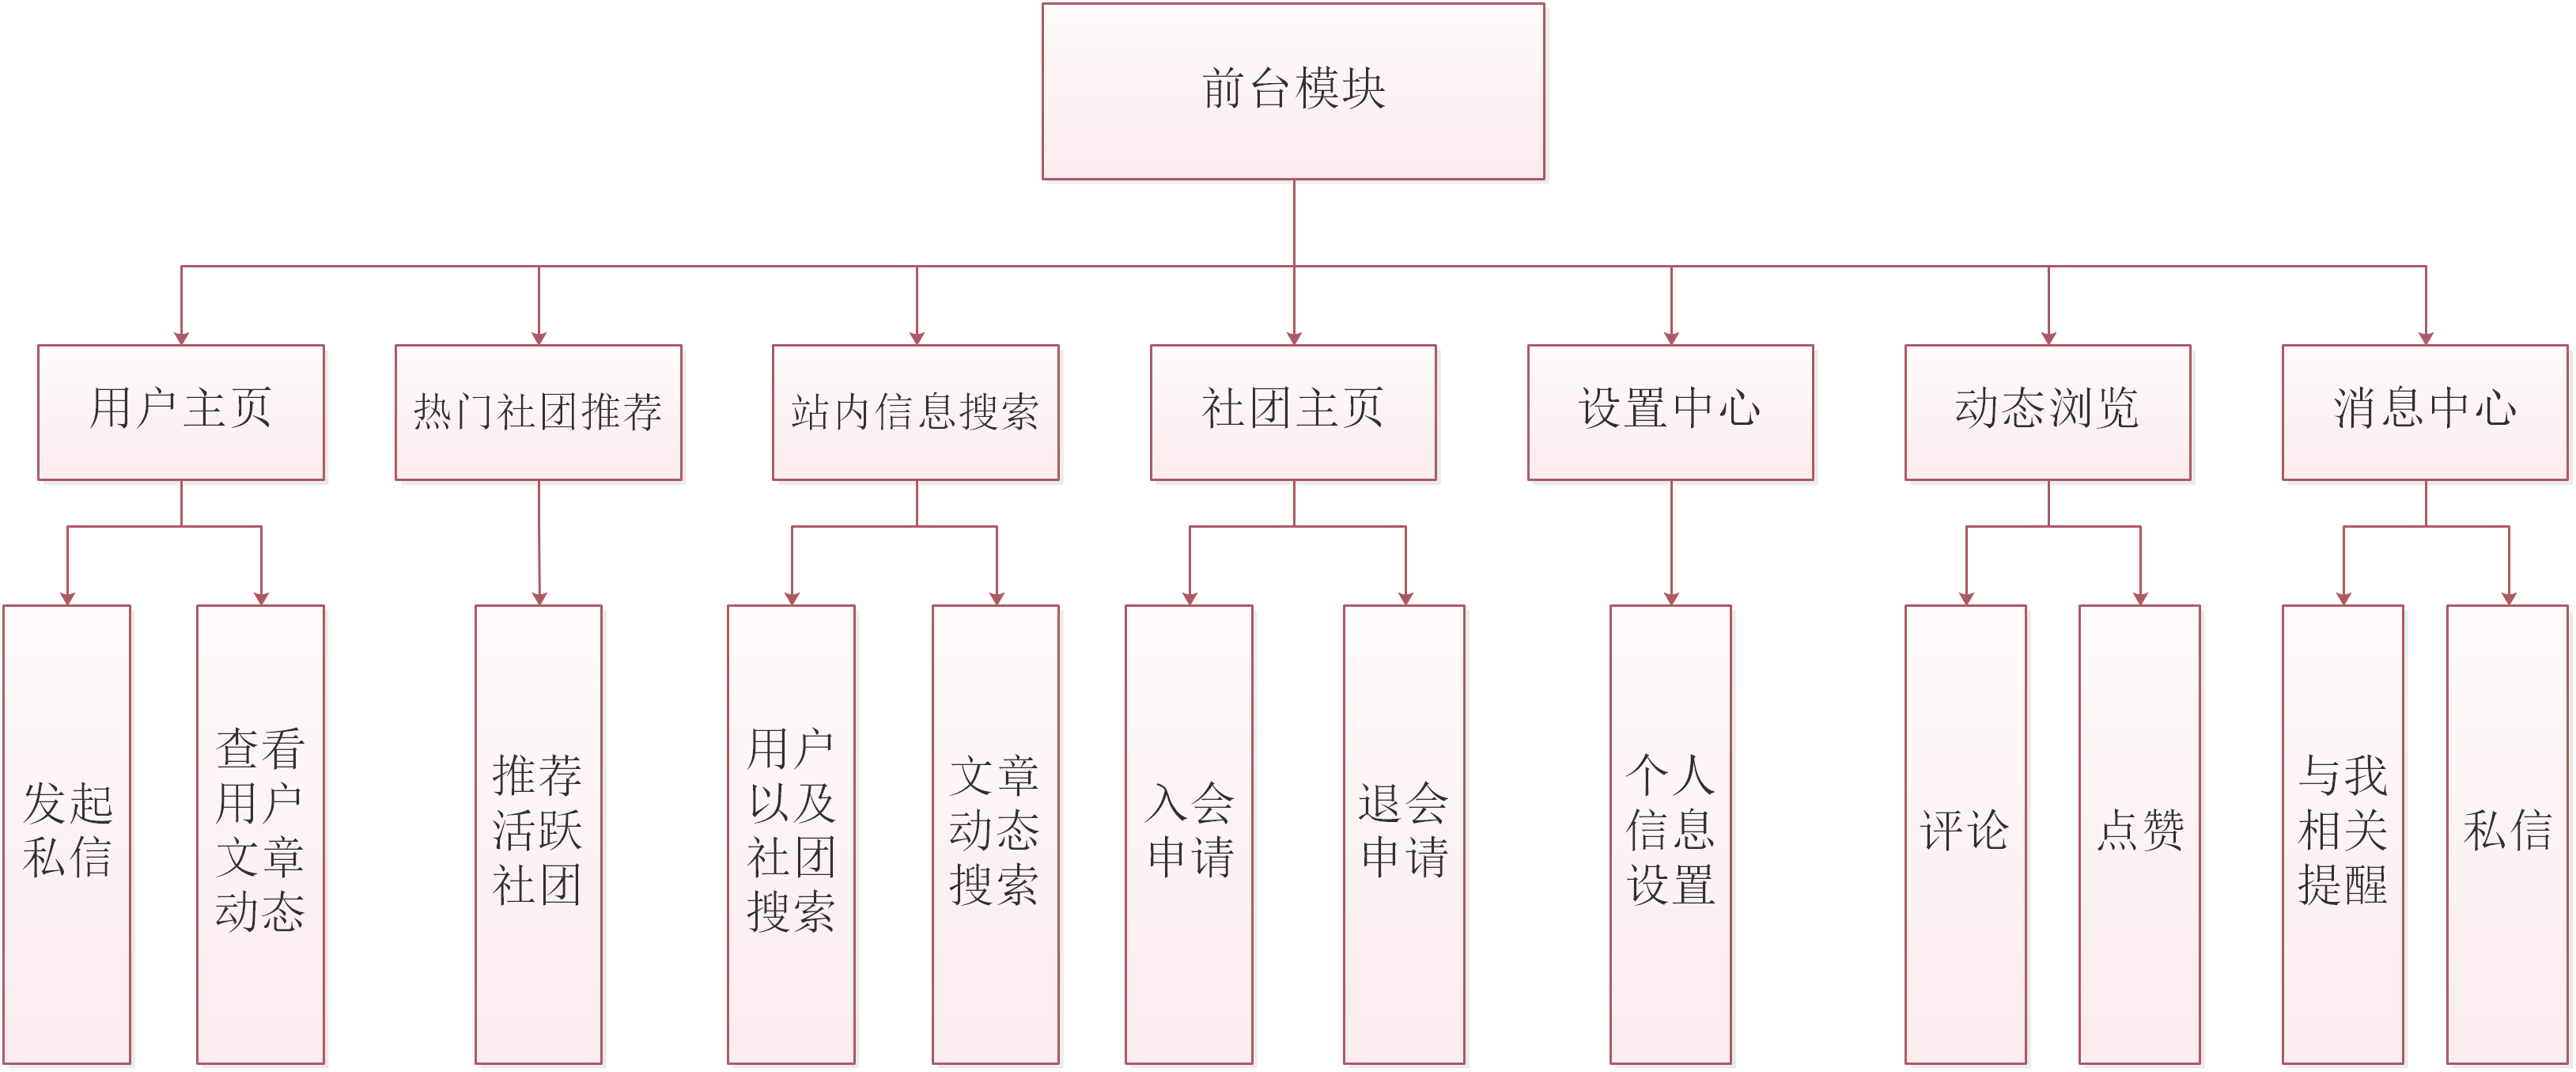 前台模块
用户主页
热门社团推荐
站内信息搜索
社团主页
设置中心
动态浏览
消息中心
发起
私信
查看
用户
文章
动态
推荐
活跃
社团
用户
以及
社团
搜索
文章
动态
搜索
入会
申请
退会
申请
个人
信息
设置
评论
点赞
与我
相关
提醒
私信